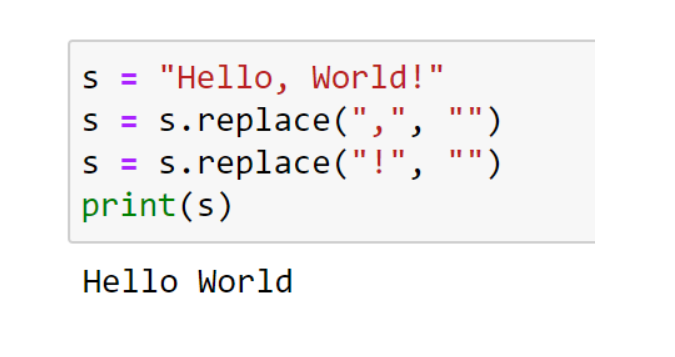 s = "Hello, World!"
s = s.replace(",", "")
s = s.replace("!", "")
print(s)
Hello World